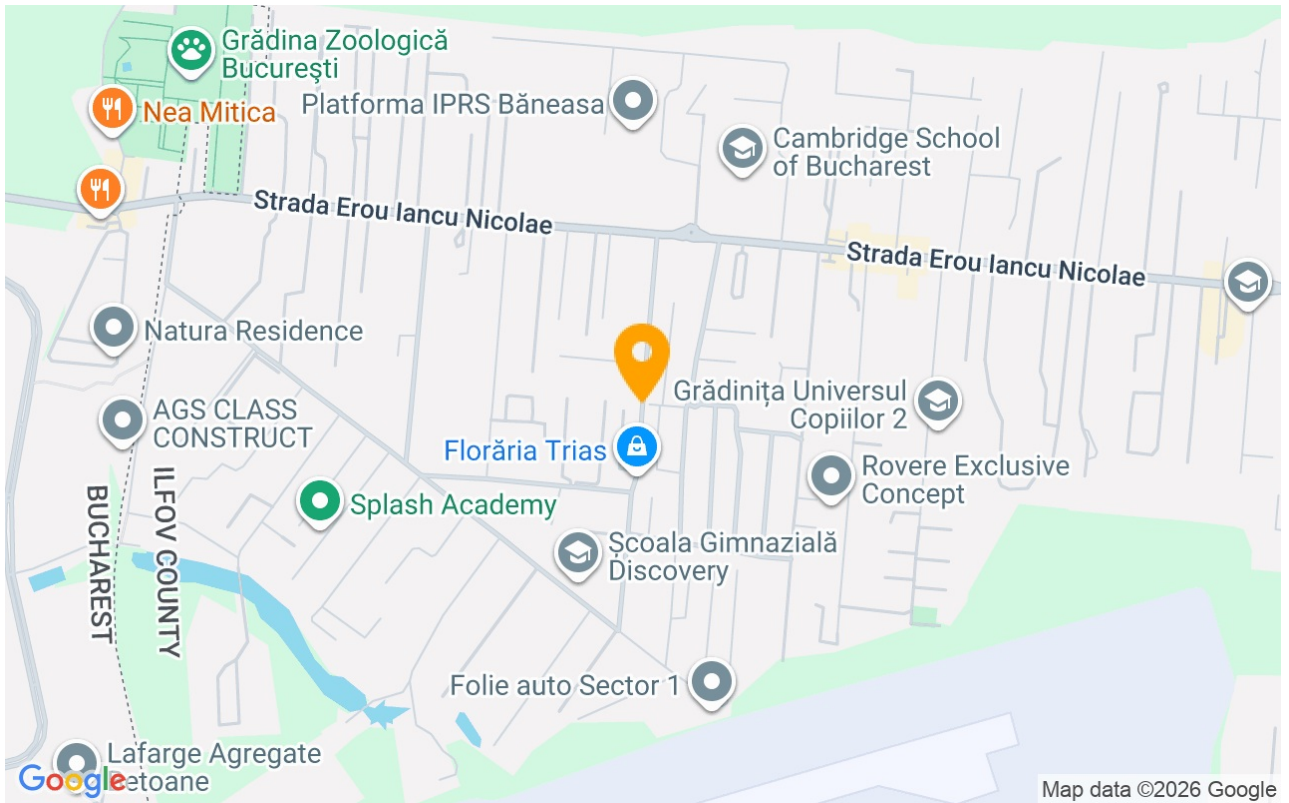 Grădina Zoologică
Bucureşti
Nea Mitica
Platforma IPRS Băneasa
Cambridge School
of Bucharest
Strada Erou Iancu Nicolae
Strada Erou Iancu Nicolae
Natura Residence
Grădinița Universul
Copiilor 2
AGS CLASS
CONSTRUCT
Florăria Trias
Rovere Exclusive
Concept
Splash Academy
Școala Gimnazială
Discovery
BUCHAREST
ILFOV COUNTY
Folie auto Sector 1
Lafarge Agregate
Betoane
Google
Map data ©2026 Google